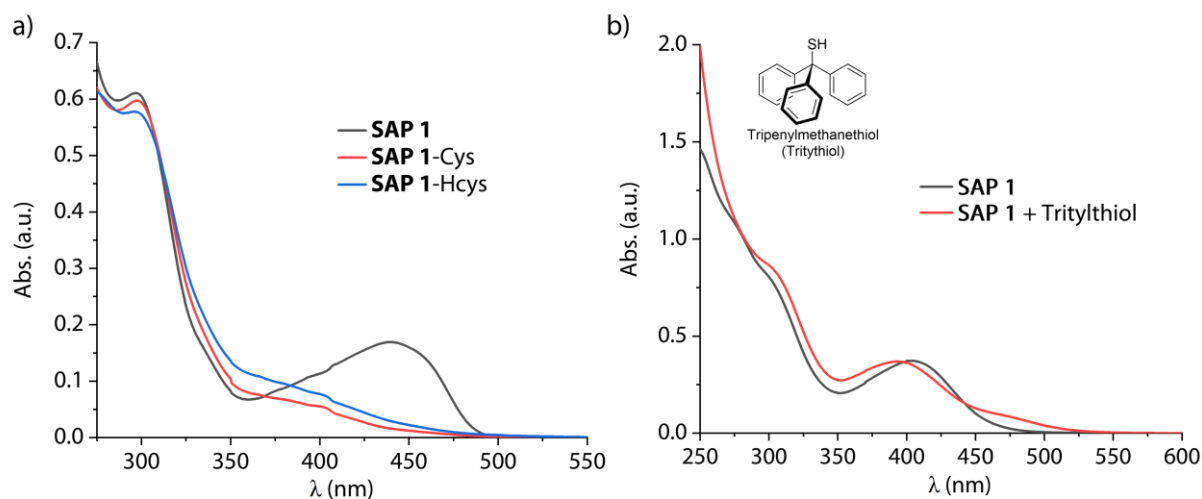 a)
0.7
0.6
0.5
0.4
0.3
0.2
0.1
0.0
Abs. (a.u.)
SAP 1
SAP 1-Cys
SAP 1-Hcys
300 350 400 450 500 550
λ (nm)
b)
2.0
1.5
1.0
0.5
0.0
Abs. (a.u.)
SH
Tripenylmethanethiol
(Tritythiol)
SAP 1
SAP 1 + Tritylthiol
250 300 350 400 450 500 550 600
λ (nm)